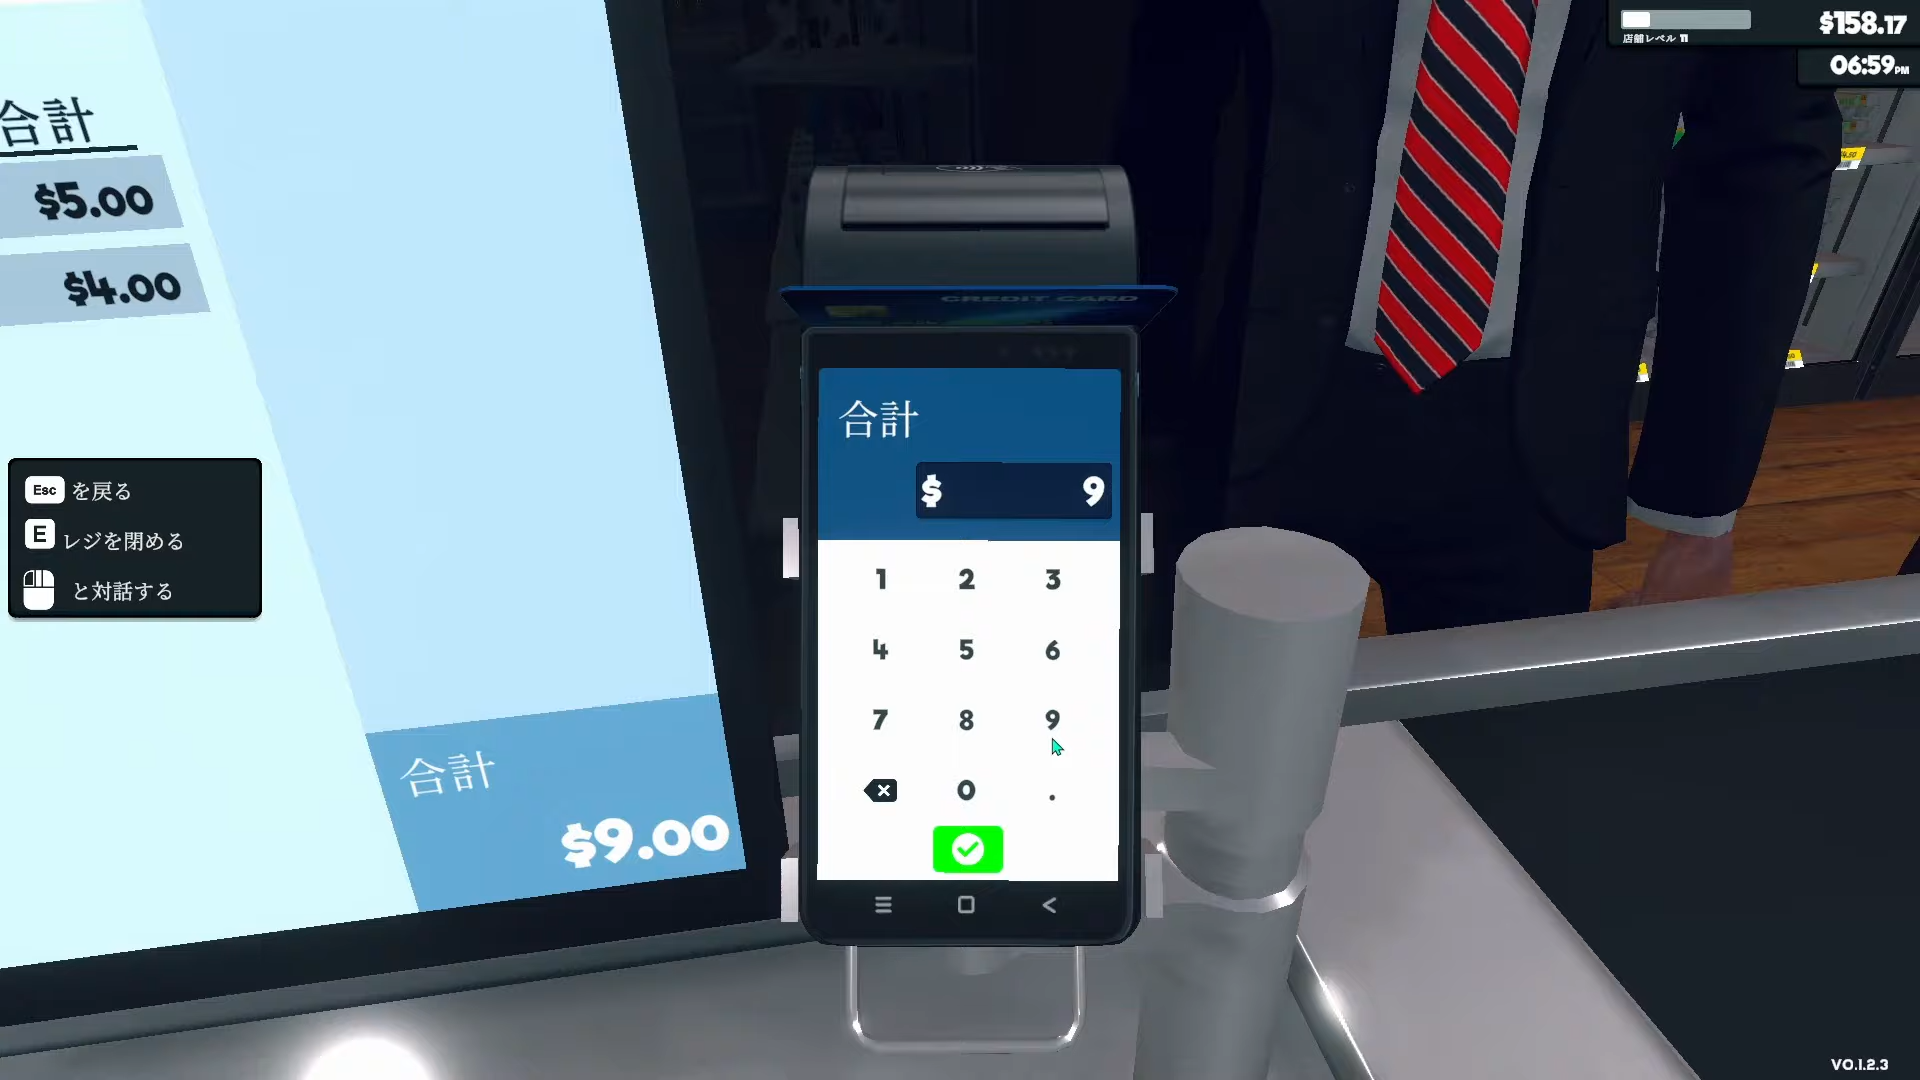 $158.17
店舗レベル 11
06:59PM
合計
$5.00
$4.00
CREDIT CARD
合計
$ 9
1 2 3
4 5 6
7 8 9
0 .
Esc を戻る
E レジを閉める
と対話する
合計
$9.00
V0.1.2.3